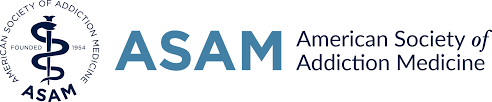 AMERICAN SOCIETY OF ADDICTION MEDICINE
FOUNDED 1954
ASAM
ASAM
American Society of
Addiction Medicine